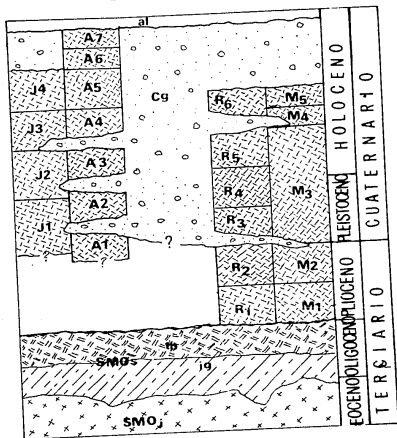 al
A7
A6
J4 A5 Cg R6 M5
M4
J3 A4
J2 A3 R5
R4 M3
A2 R3
J1
A1 ?
? ? R2 M2
R1 M1
SMOs
ig
SMOj
HOLOCENO
PLEISTOCENO
PLIOCENO
OLIGOCENO
EOCENO
CUATERNARIO
TERCIARIO